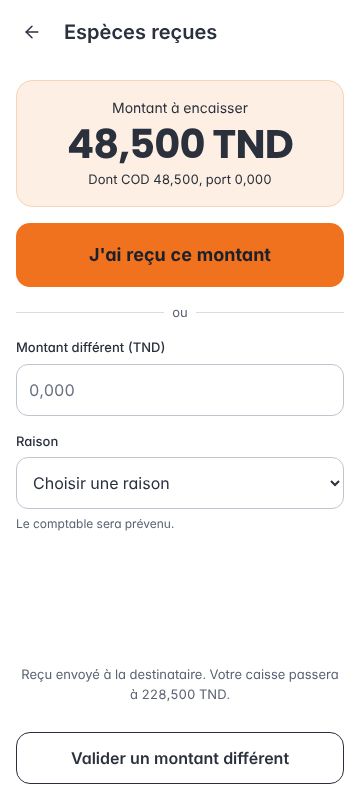 Espèces reçues
Montant à encaisser
48,500 TND
Dont COD 48,500, port 0,000
J'ai reçu ce montant
ou
Montant différent (TND)
0,000
Raison
Choisir une raison
Le comptable sera prévenu.
Reçu envoyé à la destinataire. Votre caisse passera
à 228,500 TND.
Valider un montant différent